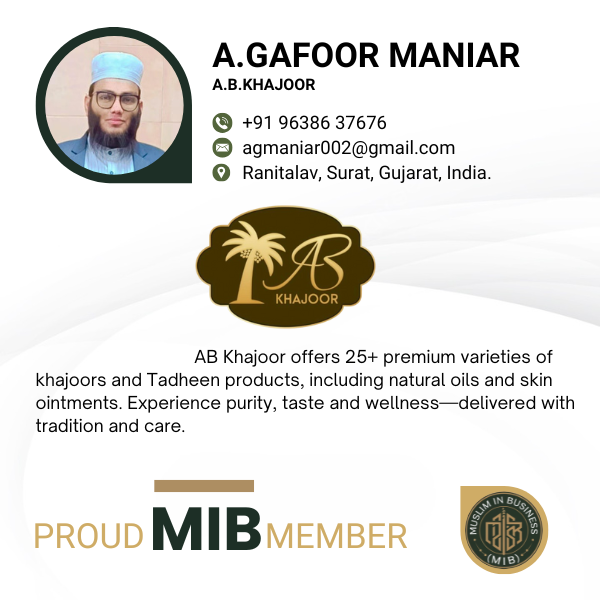 A.GAFOOR MANIAR
A.B.KHAJOOR
+91 96386 37676
agmaniar002@gmail.com
Ranitalav, Surat, Gujarat, India.
AB
KHAJOOR
AB Khajoor offers 25+ premium varieties of
khajoors and Tadheen products, including natural oils and skin
ointments. Experience purity, taste and wellness—delivered with
tradition and care.
PROUD MIB MEMBER
MUSLIM IN BUSINESS
(MIB)